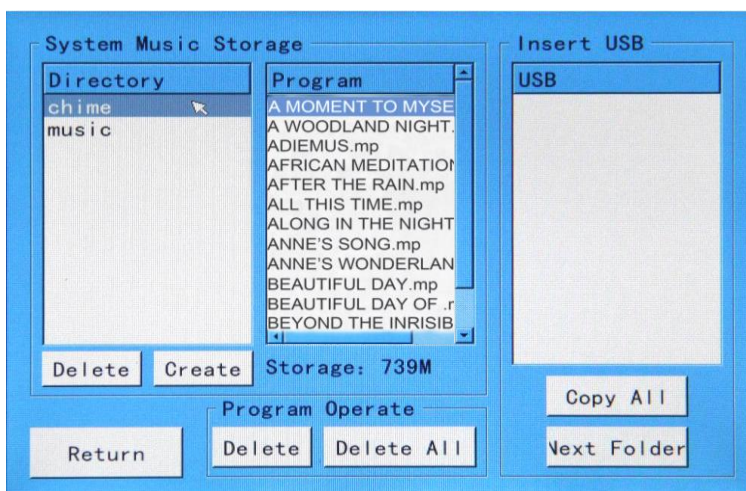 System Music Storage
Directory
chime
music
Program
A MOMENT TO MYSE
A WOODLAND NIGHT.
ADIEMUS.mp
AFRICAN MEDITATION
AFTER THE RAIN.mp
ALL THIS TIME.mp
ALONG IN THE NIGHT
ANNE'S SONG.mp
ANNE'S WONDERLAN
BEAUTIFUL DAY.mp
BEAUTIFUL DAY OF .r
BEYOND THE INRISIB
Delete
Create
Storage: 739M
Program Operate
Delete
Delete All
Return
Insert USB
USB
Copy All
Next Folder